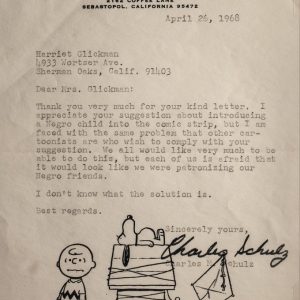 2162 COFFEE LANE
SEBASTOPOL, CALIFORNIA 95472
April 26, 1968
Harriet Glickman
4933 Wortser Ave.
Sherman Oaks, Calif. 91403
Dear Mrs. Glickman:
Thank you very much for your kind letter. I
appreciate your suggestion about introducing
a Negro child into the comic strip, but I am
faced with the same problem that other car-
toonists are who wish to comply with your
suggestion. We all would like very much to be
able to do this, but each of us is afraid that
it would look like we were patronizing our
Negro friends.
I don't know what the solution is.
Best regards.
Sincerely yours,
Charles Schulz
Charles M. Schulz